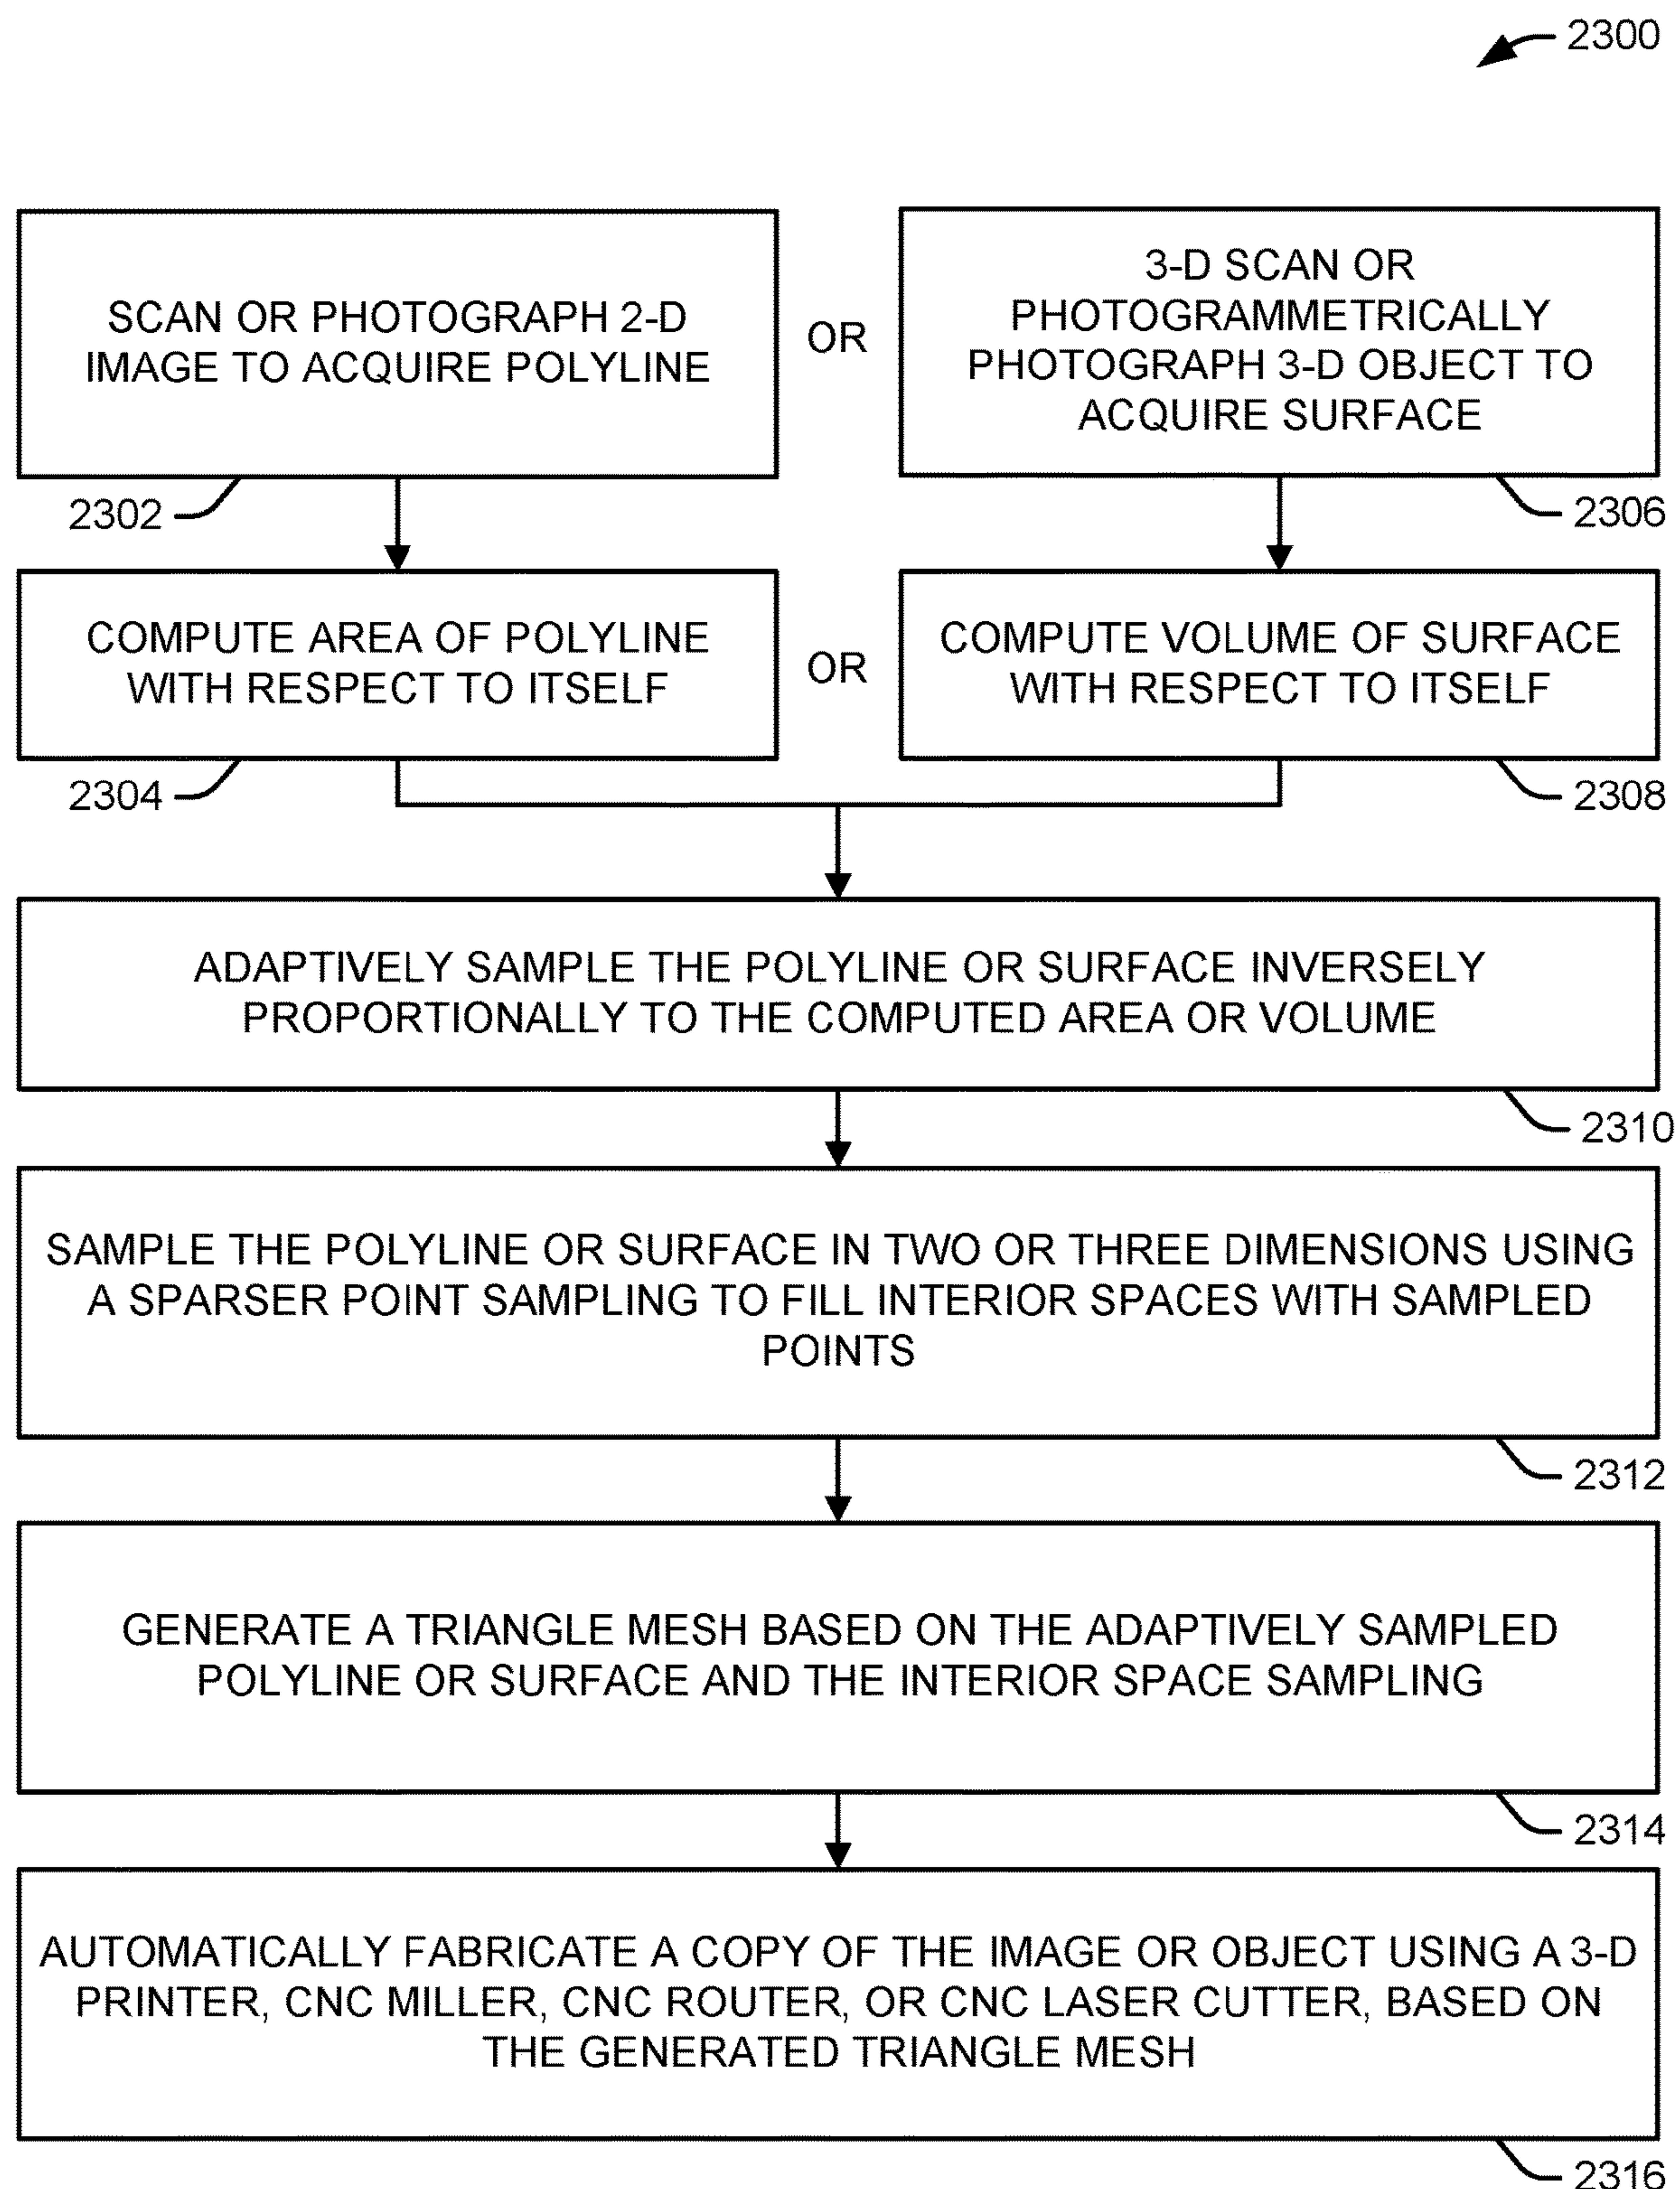 2300
SCAN OR PHOTOGRAPH 2-D
IMAGE TO ACQUIRE POLYLINE
OR
3-D SCAN OR
PHOTOGRAMMETRICALLY
PHOTOGRAPH 3-D OBJECT TO
ACQUIRE SURFACE
2302
2306
COMPUTE AREA OF POLYLINE
WITH RESPECT TO ITSELF
OR
COMPUTE VOLUME OF SURFACE
WITH RESPECT TO ITSELF
2304
2308
ADAPTIVELY SAMPLE THE POLYLINE OR SURFACE INVERSELY
PROPORTIONALLY TO THE COMPUTED AREA OR VOLUME
2310
SAMPLE THE POLYLINE OR SURFACE IN TWO OR THREE DIMENSIONS USING
A SPARSER POINT SAMPLING TO FILL INTERIOR SPACES WITH SAMPLED
POINTS
2312
GENERATE A TRIANGLE MESH BASED ON THE ADAPTIVELY SAMPLED
POLYLINE OR SURFACE AND THE INTERIOR SPACE SAMPLING
2314
AUTOMATICALLY FABRICATE A COPY OF THE IMAGE OR OBJECT USING A 3-D
PRINTER, CNC MILLER, CNC ROUTER, OR CNC LASER CUTTER, BASED ON
THE GENERATED TRIANGLE MESH
2316